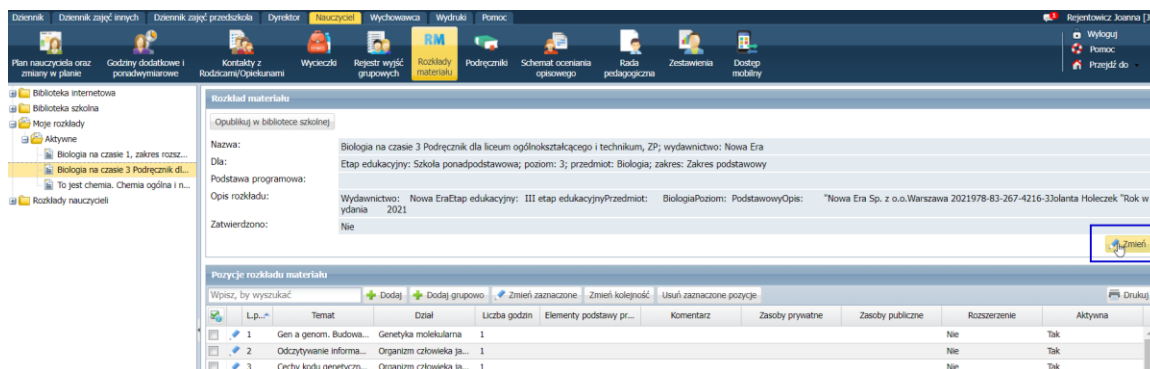 Dziennik Dziennik zajęć innych Dziennik zajęć przedszkola Dyrektor Nauczyciel Wychowawca Wydruki Pomoc Rejentowicz Joanna [J
Plan nauczyciela oraz zmiany w planie
Godziny dodatkowe i ponadwymiarowe
Kontakty z Rodzicami/Opiekunami
Wycieczki
Rejestr wyjść grupowych
RM
Rozkłady materiału
Podręczniki
Schemat oceniania opisowego
Rada pedagogiczna
Zestawienia
Dostęp mobilny
Wyloguj
Pomoc
Przejdź do
Biblioteka internetowa
Biblioteka szkolna
Moje rozkłady
Aktywne
Biologia na czasie 1, zakres rozsz...
Biologia na czasie 3 Podręcznik dl...
To jest chemia. Chemia ogólna i n...
Rozkłady nauczycieli
Rozkład materiału
Opublikuj w bibliotece szkolnej
Nazwa: Biologia na czasie 3 Podręcznik dla liceum ogólnokształcącego i technikum, ZP; wydawnictwo: Nowa Era
Dla: Etap edukacyjny: Szkoła ponadpodstawowa; poziom: 3; przedmiot: Biologia; zakres: Zakres podstawowy
Podstawa programowa:
Opis rozkładu: Wydawnictwo: Nowa EraEtap edukacyjny: III etap edukacyjnyPrzedmiot: BiologiaPoziom: PodstawowyOpis: "Nowa Era Sp. z o.o.Warszawa 2021978-83-267-4216-3Jolanta Holeczek "Rok w
ydania 2021
Zatwierdzono: Nie
Zmień
Pozycje rozkładu materiału
Wpisz, by wyszukać Dodaj Dodaj grupowo Zmień zaznaczone Zmień kolejność Usuń zaznaczone pozycje Drukuj
L.p... Temat Dział Liczba godzin Elementy podstawy pr... Komentarz Zasoby prywatne Zasoby publiczne Rozszerzenie Aktywna
1 Gen a genom. Budowa... Genetyka molekularna 1 Nie Tak
2 Odczytywanie informa... Organizm człowieka ja... 1 Nie Tak
3 Cechy kodu genetyczn... Organizm człowieka ja... 1 Nie Tak